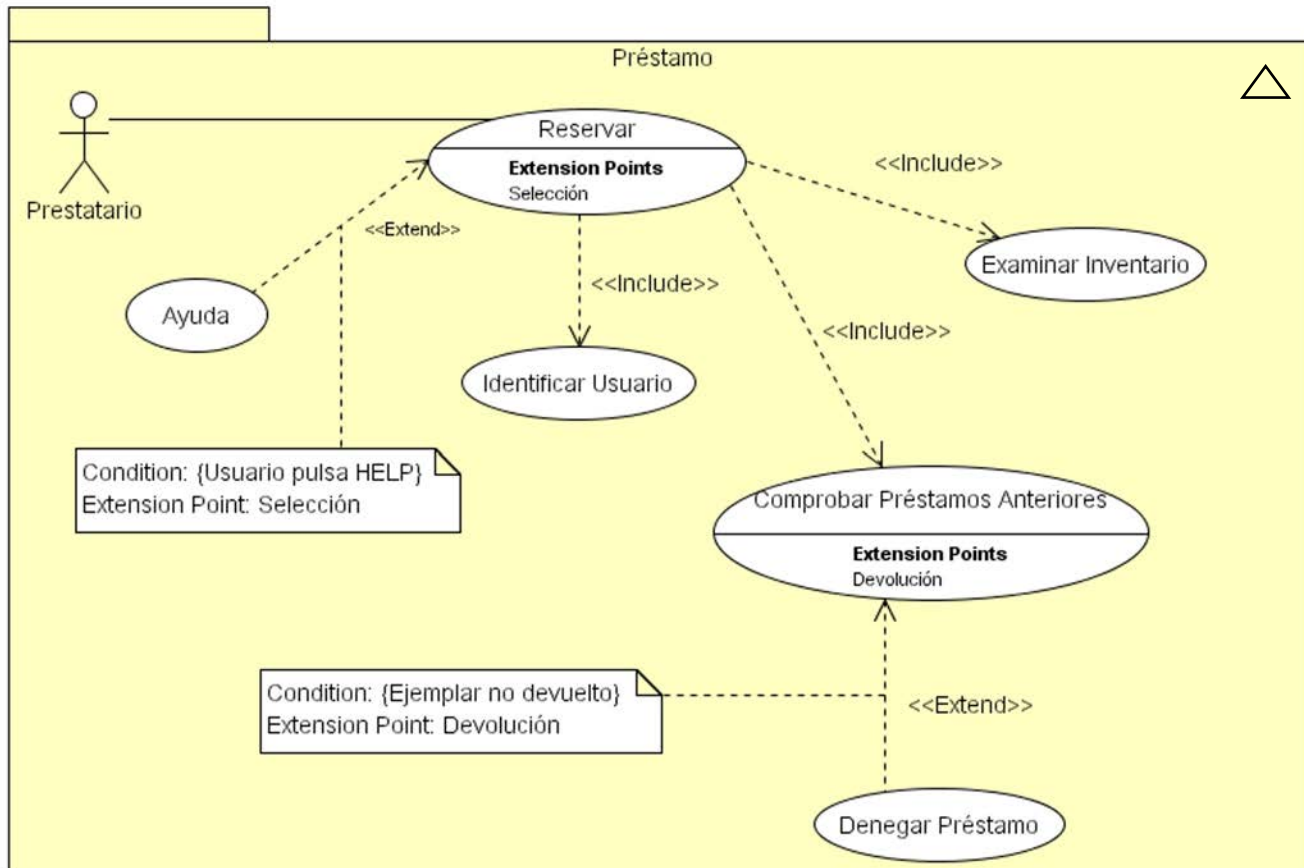 Préstamo
Reservar
Extension Points
Selección
<<Include>>
Prestatario
<<Extend>>
Examinar Inventario
<<Include>>
Ayuda
<<Include>>
Identificar Usuario
Condition: {Usuario pulsa HELP}
Extension Point: Selección
Comprobar Préstamos Anteriores
Extension Points
Devolución
Condition: {Ejemplar no devuelto}
Extension Point: Devolución
<<Extend>>
Denegar Préstamo